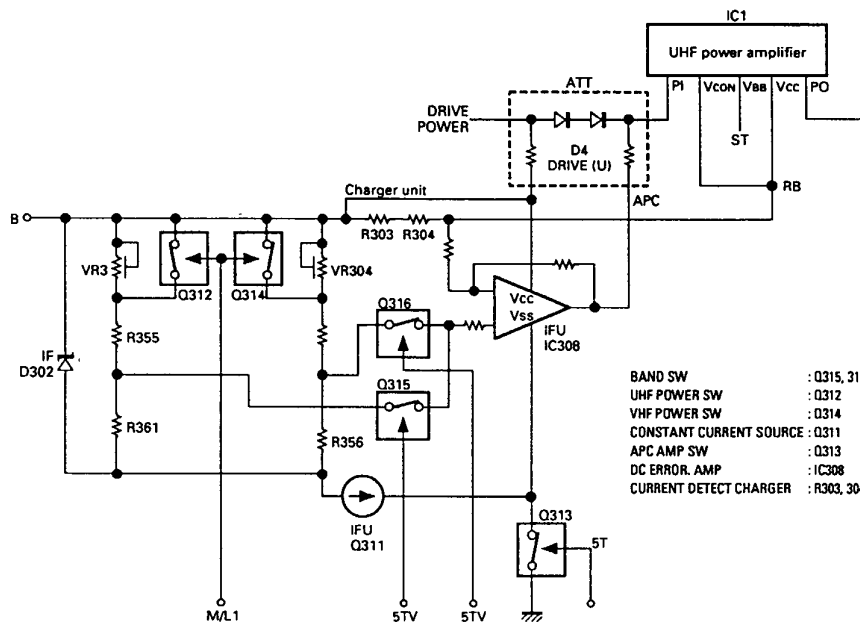 IC1
UHF power amplifier
PI
VCON
VBB
VCC
PO
ATT
DRIVE
POWER
D4
DRIVE (U)
ST
RB
APC
Charger unit
B
R303
R304
VR3
Q312
Q314
VR304
Q316
Vcc
Vss
IFU
IC308
R355
IF
D302
Q315
R361
R356
BAND SW : Q315, 31
UHF POWER SW : Q312
VHF POWER SW : Q314
CONSTANT CURRENT SOURCE : Q311
APC AMP SW : Q313
DC ERROR. AMP : IC308
CURRENT DETECT CHARGER : R303, 30
IFU
Q311
Q313
5T
M/L1
5TV
5TV